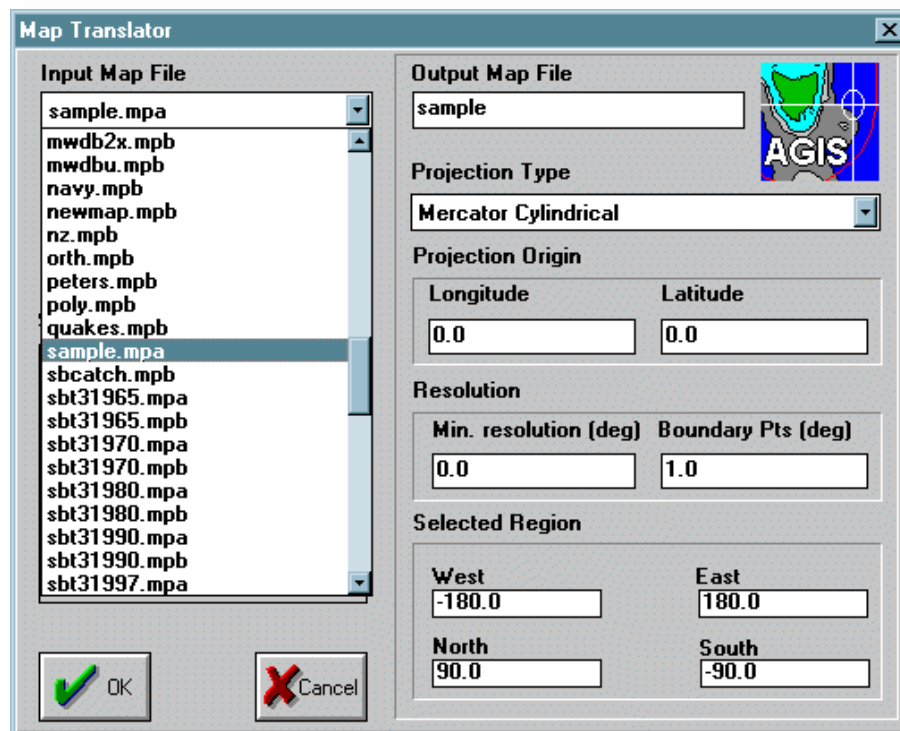 Map Translator
Input Map File
sample.mpa
mwdb2x.mpb
mwdbu.mpb
navy.mpb
newmap.mpb
nz.mpb
orth.mpb
peters.mpb
poly.mpb
quakes.mpb
sample.mpa
sbcatch.mpb
sbt31965.mpa
sbt31965.mpb
sbt31970.mpa
sbt31970.mpb
sbt31980.mpa
sbt31980.mpb
sbt31990.mpa
sbt31990.mpb
sbt31997.mpa
OK
Cancel
Output Map File
sample
AGIS
Projection Type
Mercator Cylindrical
Projection Origin
Longitude Latitude
0.0 0.0
Resolution
Min. resolution (deg) Boundary Pts (deg)
0.0 1.0
Selected Region
West East
-180.0 180.0
North South
90.0 -90.0